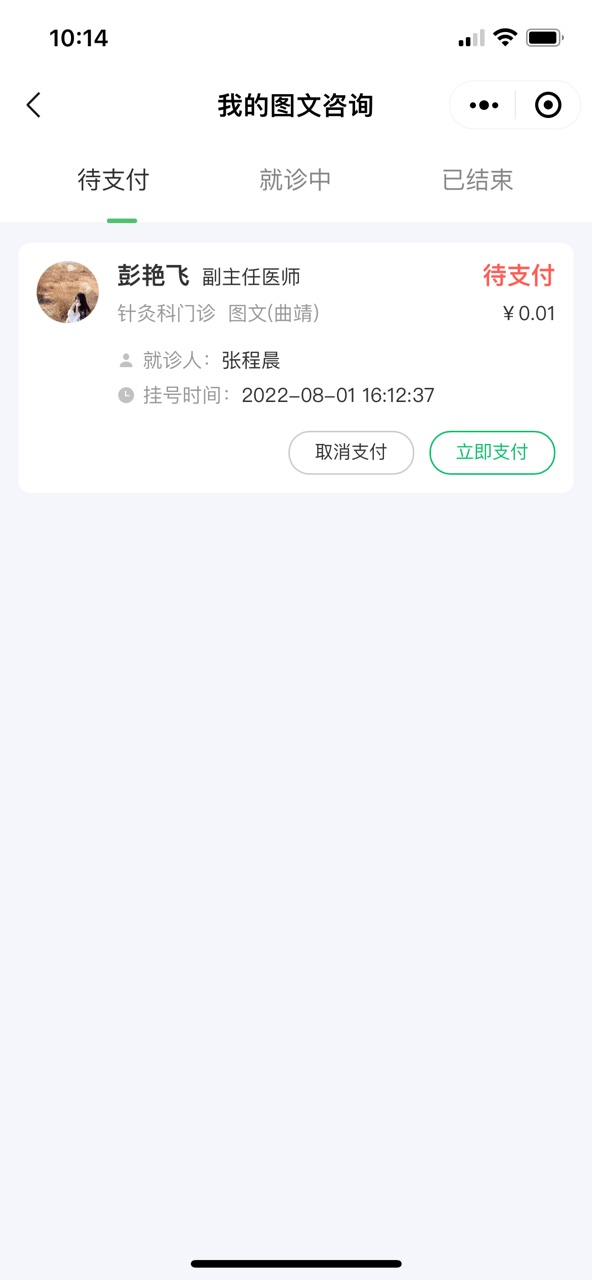 10:14
我的图文咨询
待支付 就诊中 已结束
彭艳飞 副主任医师 待支付
针灸科门诊 图文(曲靖) ￥0.01
就诊人： 张程晨
挂号时间： 2022-08-01 16:12:37
取消支付 立即支付